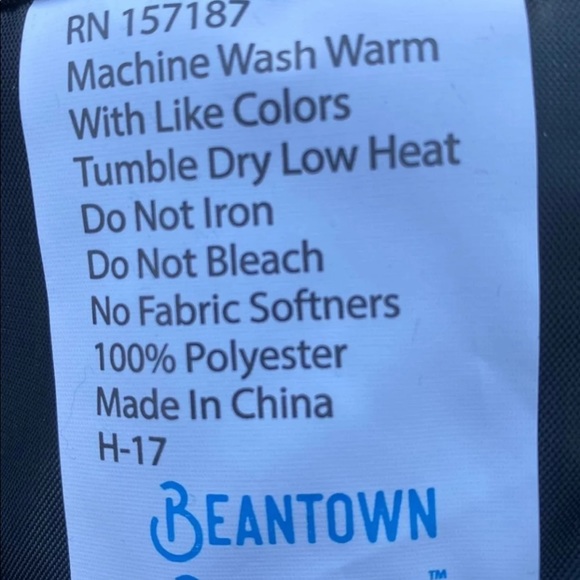 RN 157187
Machine Wash Warm
With Like Colors
Tumble Dry Low Heat
Do Not Iron
Do Not Bleach
No Fabric Softners
100% Polyester
Made In China
H-17
BEANTOWN
™